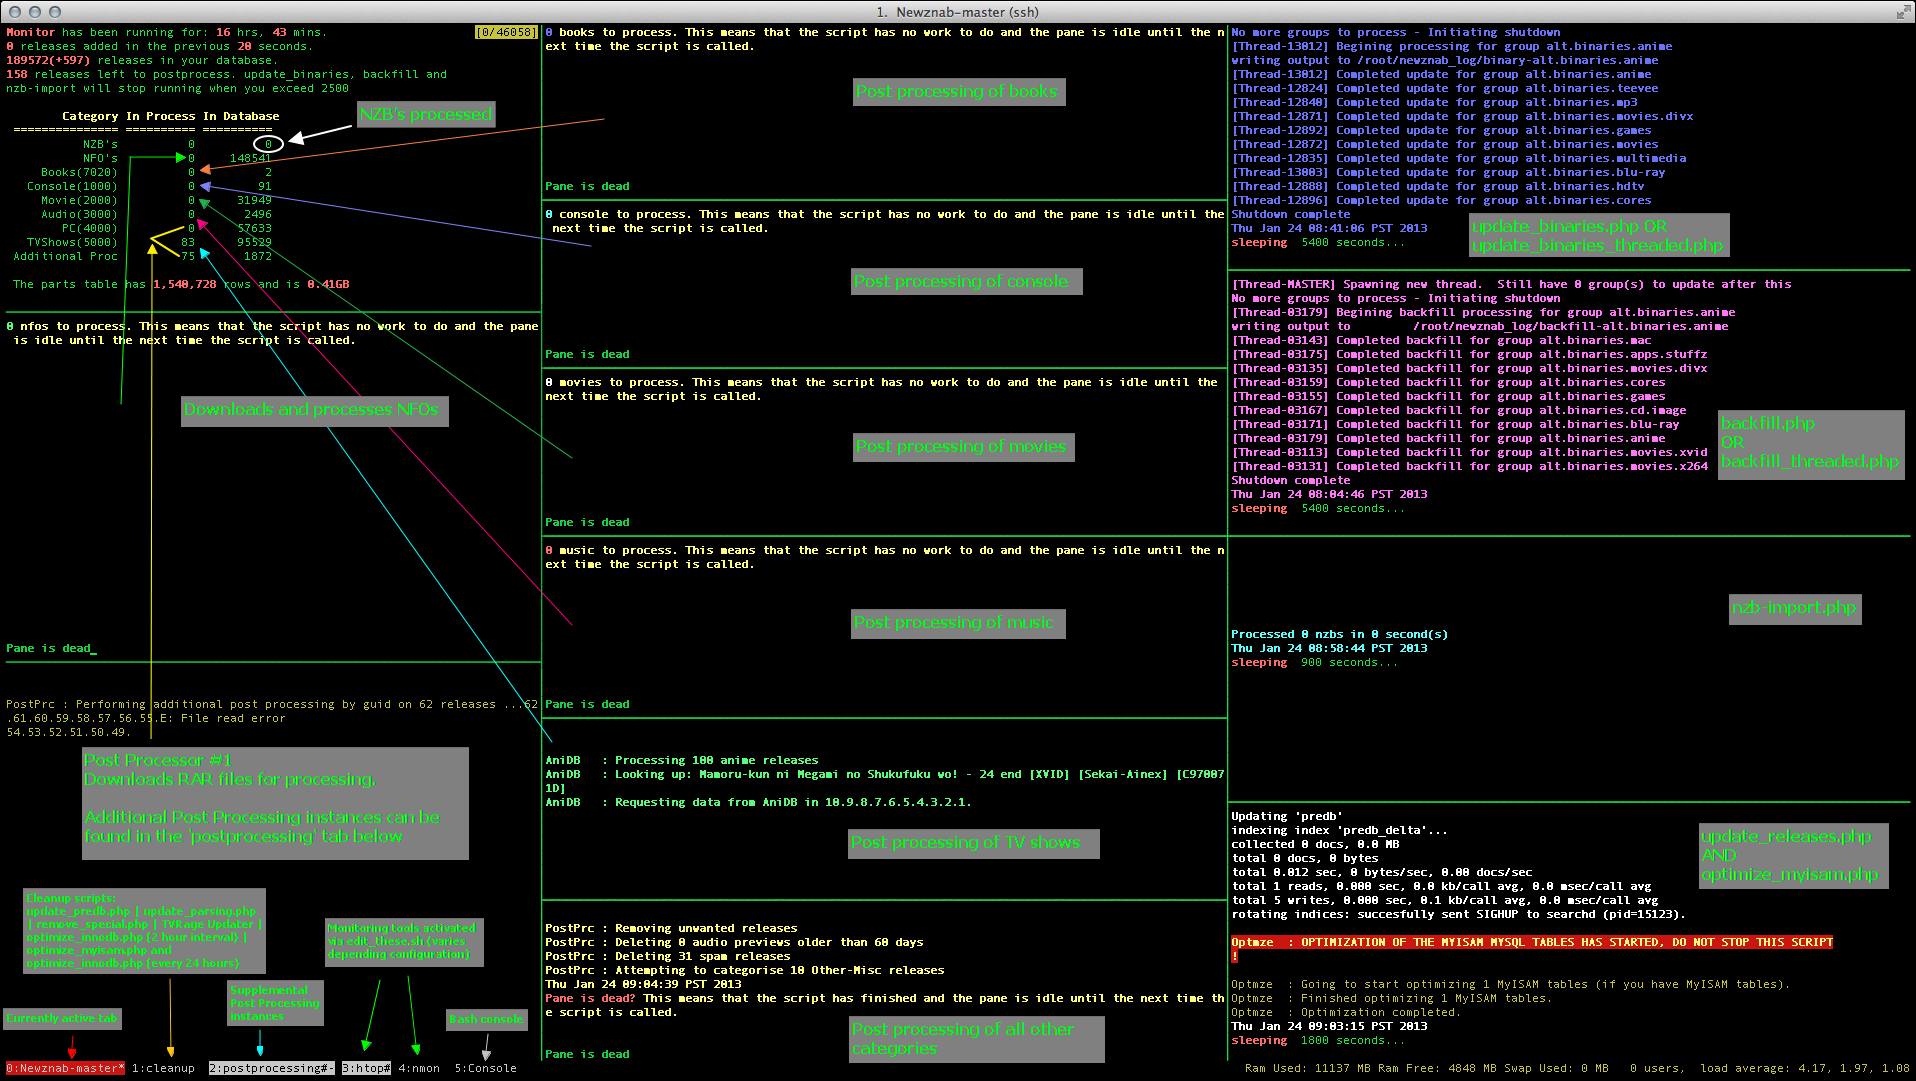 1. Newznab-master (ssh)
Monitor has been running for: 16 hrs, 43 mins.
[0/46058]
0 releases added in the previous 20 seconds.
189572(+597) releases in your database.
158 releases left to postprocess. update_binaries, backfill and
nzb-import will stop running when you exceed 2500
NZB's processed
Category In Process In Database
=============== ========== ==========
NZB's 0 0
NFO's 0 148541
Books(7020) 0 2
Console(1000) 0 91
Movie(2000) 0 31949
Audio(3000) 0 2496
PC(4000) 0 57633
TVShows(5000) 83 95529
Additional Proc 75 1872
The parts table has 1,540,728 rows and is 0.41GB
0 nfos to process. This means that the script has no work to do and the pane
is idle until the next time the script is called.
Downloads and processes NFOs
Pane is dead_
PostPrc : Performing additional post processing by guid on 62 releases ...62
.61.60.59.58.57.56.55.E: File read error
54.53.52.51.50.49.
Post Processor #1
Downloads RAR files for processing.
Additional Post Processing instances can be
found in the 'postprocessing' tab below
Cleanup scripts:
update_predb.php | update_parsing.php
| remove_special.php | TVRage Updater |
optimize_innodb.php (2 hour interval) |
optimize_myisam.php and
optimize_innodb.php (every 24 hours)
Monitoring tools activated
via edit_these.sh (varies
depending configuration)
Supplemental
Post Processing
instances
Currently active tab
Bash console
0 books to process. This means that the script has no work to do and the pane is idle until the n
ext time the script is called.
Post processing of books
Pane is dead
0 console to process. This means that the script has no work to do and the pane is idle until the
next time the script is called.
Post processing of console
Pane is dead
0 movies to process. This means that the script has no work to do and the pane is idle until the
next time the script is called.
Post processing of movies
Pane is dead
0 music to process. This means that the script has no work to do and the pane is idle until the n
ext time the script is called.
Post processing of music
Pane is dead
AniDB : Processing 100 anime releases
AniDB : Looking up: Mamoru-kun ni Megami no Shukufuku wo! - 24 end [XVID] [Sekai-Ainex] [C97007
1D]
AniDB : Requesting data from AniDB in 10.9.8.7.6.5.4.3.2.1.
Post processing of TV shows
PostPrc : Removing unwanted releases
PostPrc : Deleting 0 audio previews older than 60 days
PostPrc : Deleting 31 spam releases
PostPrc : Attempting to categorise 10 Other-Misc releases
Thu Jan 24 09:04:39 PST 2013
Pane is dead? This means that the script has finished and the pane is idle until the next time th
e script is called.
Post processing of all other
categories
Pane is dead
No more groups to process - Initiating shutdown
[Thread-13012] Begining processing for group alt.binaries.anime
writing output to /root/newznab_log/binary-alt.binaries.anime
[Thread-13012] Completed update for group alt.binaries.anime
[Thread-12824] Completed update for group alt.binaries.teevee
[Thread-12840] Completed update for group alt.binaries.mp3
[Thread-12871] Completed update for group alt.binaries.movies.divx
[Thread-12892] Completed update for group alt.binaries.games
[Thread-12872] Completed update for group alt.binaries.movies
[Thread-12835] Completed update for group alt.binaries.multimedia
[Thread-13003] Completed update for group alt.binaries.blu-ray
[Thread-12888] Completed update for group alt.binaries.hdtv
[Thread-12896] Completed update for group alt.binaries.cores
Shutdown complete
Thu Jan 24 08:41:06 PST 2013
sleeping 5400 seconds...
update_binaries.php OR
update_binaries_threaded.php
[Thread-MASTER] Spawning new thread. Still have 0 group(s) to update after this
No more groups to process - Initiating shutdown
[Thread-03179] Begining backfill processing for group alt.binaries.anime
writing output to /root/newznab_log/backfill-alt.binaries.anime
[Thread-03143] Completed backfill for group alt.binaries.mac
[Thread-03175] Completed backfill for group alt.binaries.apps.stuffz
[Thread-03135] Completed backfill for group alt.binaries.movies.divx
[Thread-03159] Completed backfill for group alt.binaries.cores
[Thread-03155] Completed backfill for group alt.binaries.games
[Thread-03167] Completed backfill for group alt.binaries.cd.image
[Thread-03171] Completed backfill for group alt.binaries.blu-ray
[Thread-03179] Completed backfill for group alt.binaries.anime
[Thread-03113] Completed backfill for group alt.binaries.movies.xvid
[Thread-03131] Completed backfill for group alt.binaries.movies.x264
Shutdown complete
Thu Jan 24 08:04:46 PST 2013
sleeping 5400 seconds...
backfill.php
OR
backfill_threaded.php
nzb-import.php
Processed 0 nzbs in 0 second(s)
Thu Jan 24 08:58:44 PST 2013
sleeping 900 seconds...
Updating 'predb'
indexing index 'predb_delta'...
collected 0 docs, 0.0 MB
total 0 docs, 0 bytes
total 0.012 sec, 0 bytes/sec, 0.00 docs/sec
total 1 reads, 0.000 sec, 0.0 kb/call avg, 0.0 msec/call avg
total 5 writes, 0.000 sec, 0.1 kb/call avg, 0.0 msec/call avg
rotating indices: succesfully sent SIGHUP to searchd (pid=15123).
update_releases.php
AND
optimize_myisam.php
Optmze : OPTIMIZATION OF THE MYISAM MYSQL TABLES HAS STARTED, DO NOT STOP THIS SCRIPT
!
Optmze : Going to start optimizing 1 MyISAM tables (if you have MyISAM tables).
Optmze : Finished optimizing 1 MyISAM tables.
Optmze : Optimization completed.
Thu Jan 24 09:03:15 PST 2013
sleeping 1800 seconds...
0:Newznab-master* 1:cleanup 2:postprocessing#- 3:htop# 4:nmon 5:Console
Ram Used: 11137 MB Ram Free: 4848 MB Swap Used: 0 MB 0 users, load average: 4.17, 1.97, 1.08